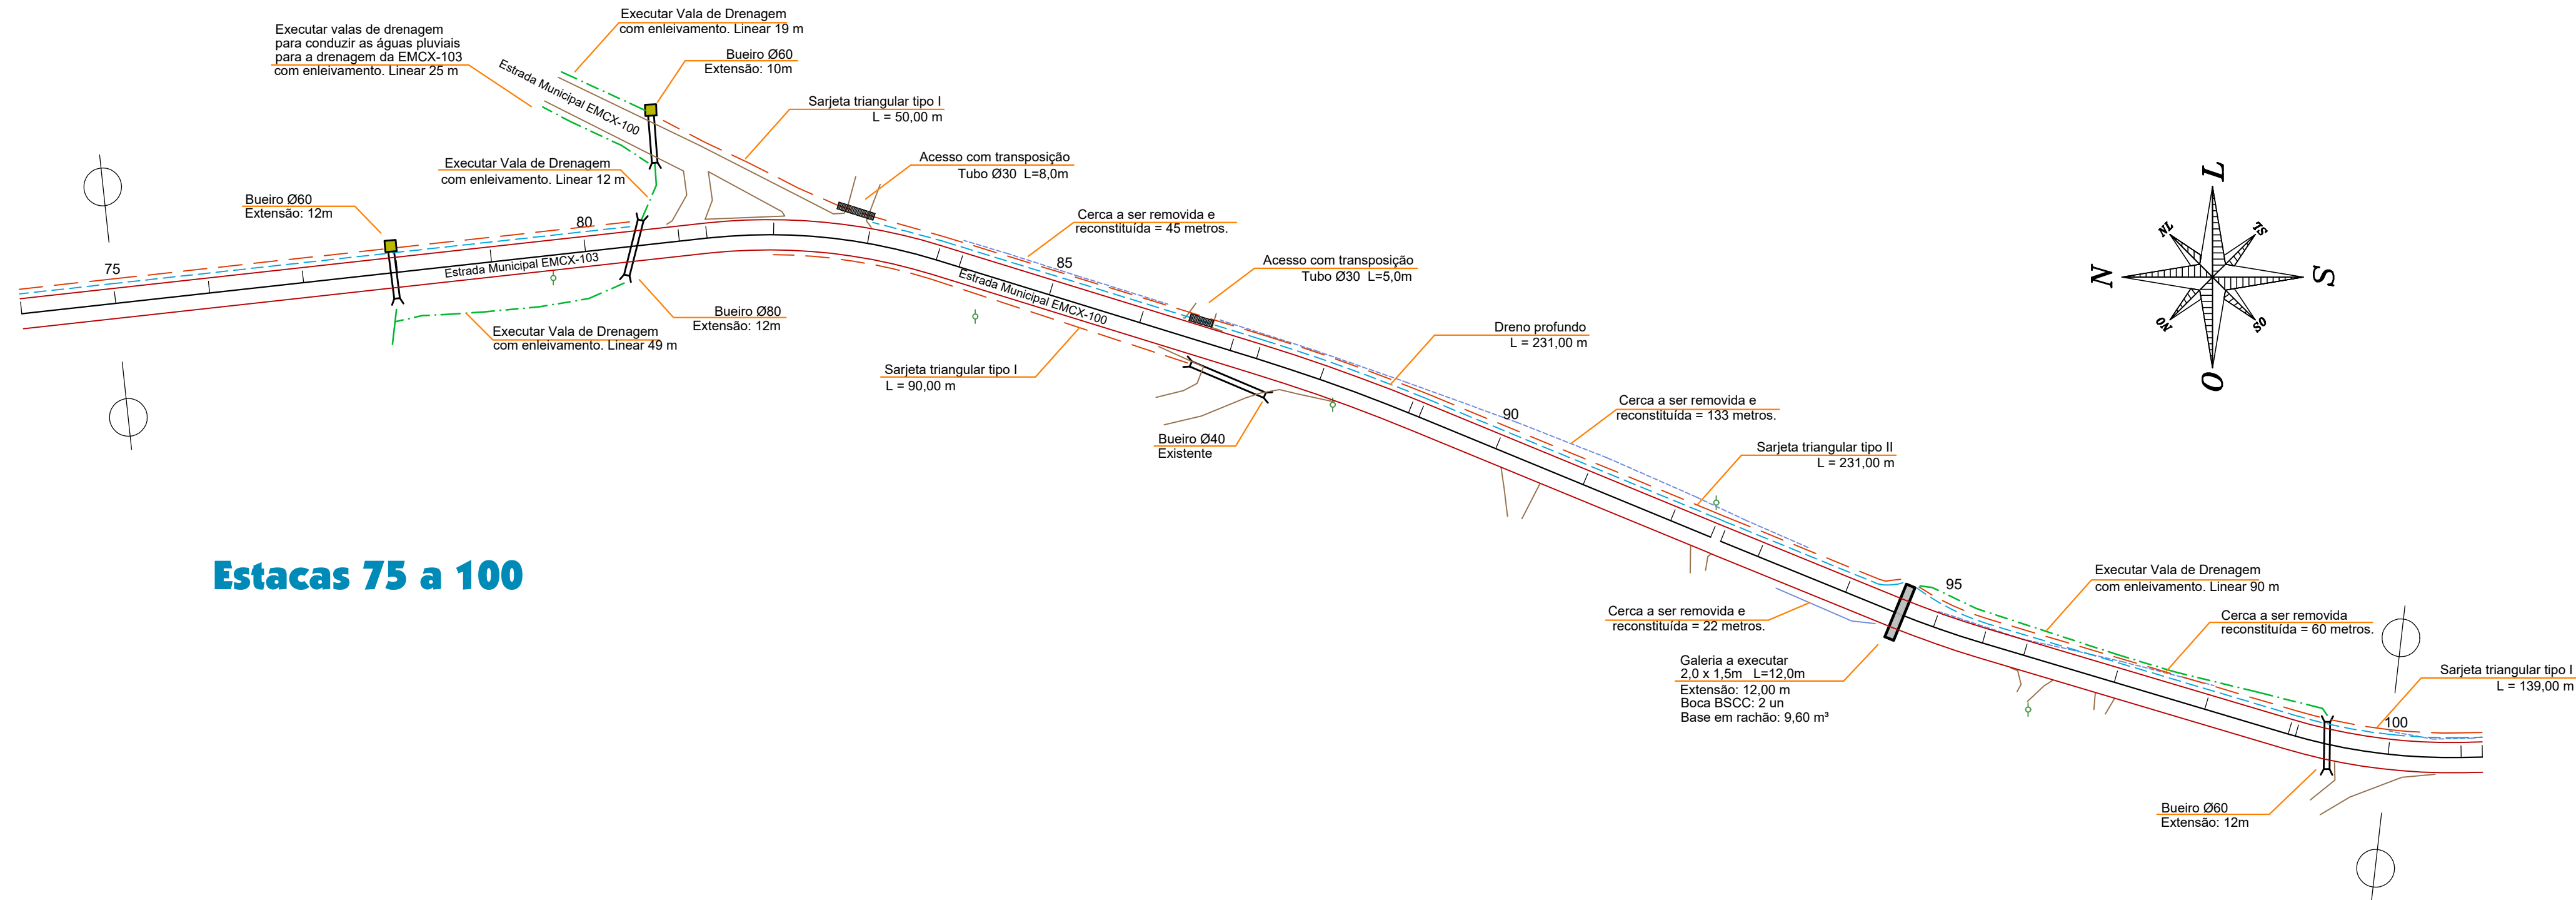 Executar Vala de Drenagem
com enleivamento. Linear 19 m
Executar valas de drenagem
para conduzir as águas pluviais
para a drenagem da EMCX-103
com enleivamento. Linear 25 m
Bueiro Ø60
Extensão: 10m
Estrada Municipal EMCX-100
Sarjeta triangular tipo I
L = 50,00 m
Executar Vala de Drenagem
com enleivamento. Linear 12 m
Acesso com transposição
Tubo Ø30 L=8,0m
Bueiro Ø60
Extensão: 12m
80
75
Estrada Municipal EMCX-103
Cerca a ser removida e
reconstituída = 45 metros.
85
Estrada Municipal EMCX-100
Acesso com transposição
Tubo Ø30 L=5,0m
Bueiro Ø80
Extensão: 12m
Executar Vala de Drenagem
com enleivamento. Linear 49 m
Dreno profundo
L = 231,00 m
Sarjeta triangular tipo I
L = 90,00 m
Bueiro Ø40
Existente
90
Cerca a ser removida e
reconstituída = 133 metros.
Sarjeta triangular tipo II
L = 231,00 m
L
NL
SL
N
S
NO
SO
O
Estacas 75 a 100
95
Executar Vala de Drenagem
com enleivamento. Linear 90 m
Cerca a ser removida e
reconstituída = 22 metros.
Cerca a ser removida
reconstituída = 60 metros.
Galeria a executar
2,0 x 1,5m L=12,0m
Extensão: 12,00 m
Boca BSCC: 2 un
Base em rachão: 9,60 m³
Sarjeta triangular tipo I
L = 139,00 m
100
Bueiro Ø60
Extensão: 12m